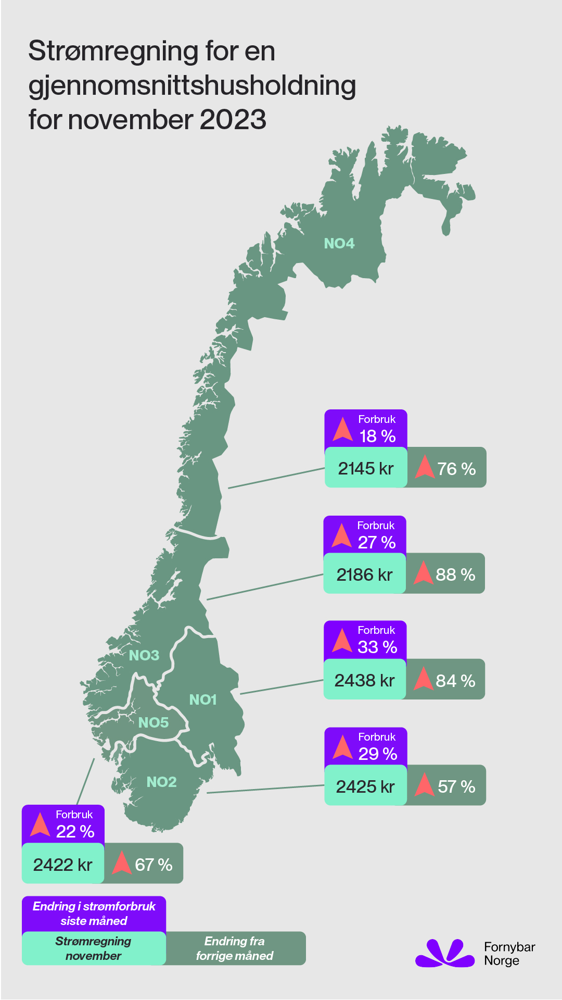 Strømregning for en
gjennomsnittshusholdning
for november 2023
NO4
Forbruk
18 %
2145 kr
76 %
Forbruk
27 %
2186 kr
88 %
Forbruk
33 %
2438 kr
84 %
NO3
NO1
NO5
NO2
Forbruk
29 %
2425 kr
57 %
Forbruk
22 %
2422 kr
67 %
Endring i strømforbruk
siste måned
Strømregning
november
Endring fra
forrige måned
Fornybar
Norge